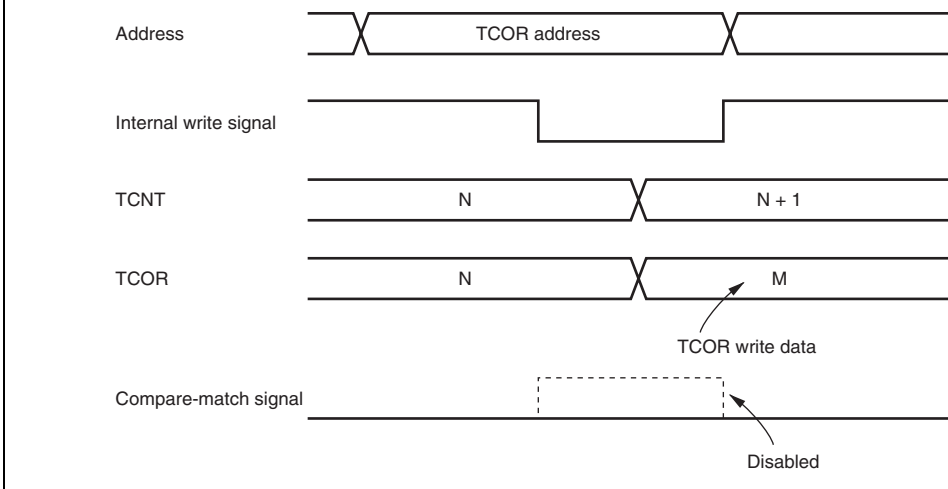 Address
TCOR address
Internal write signal
TCNT
N
N + 1
TCOR
N
M
TCOR write data
Compare-match signal
Disabled